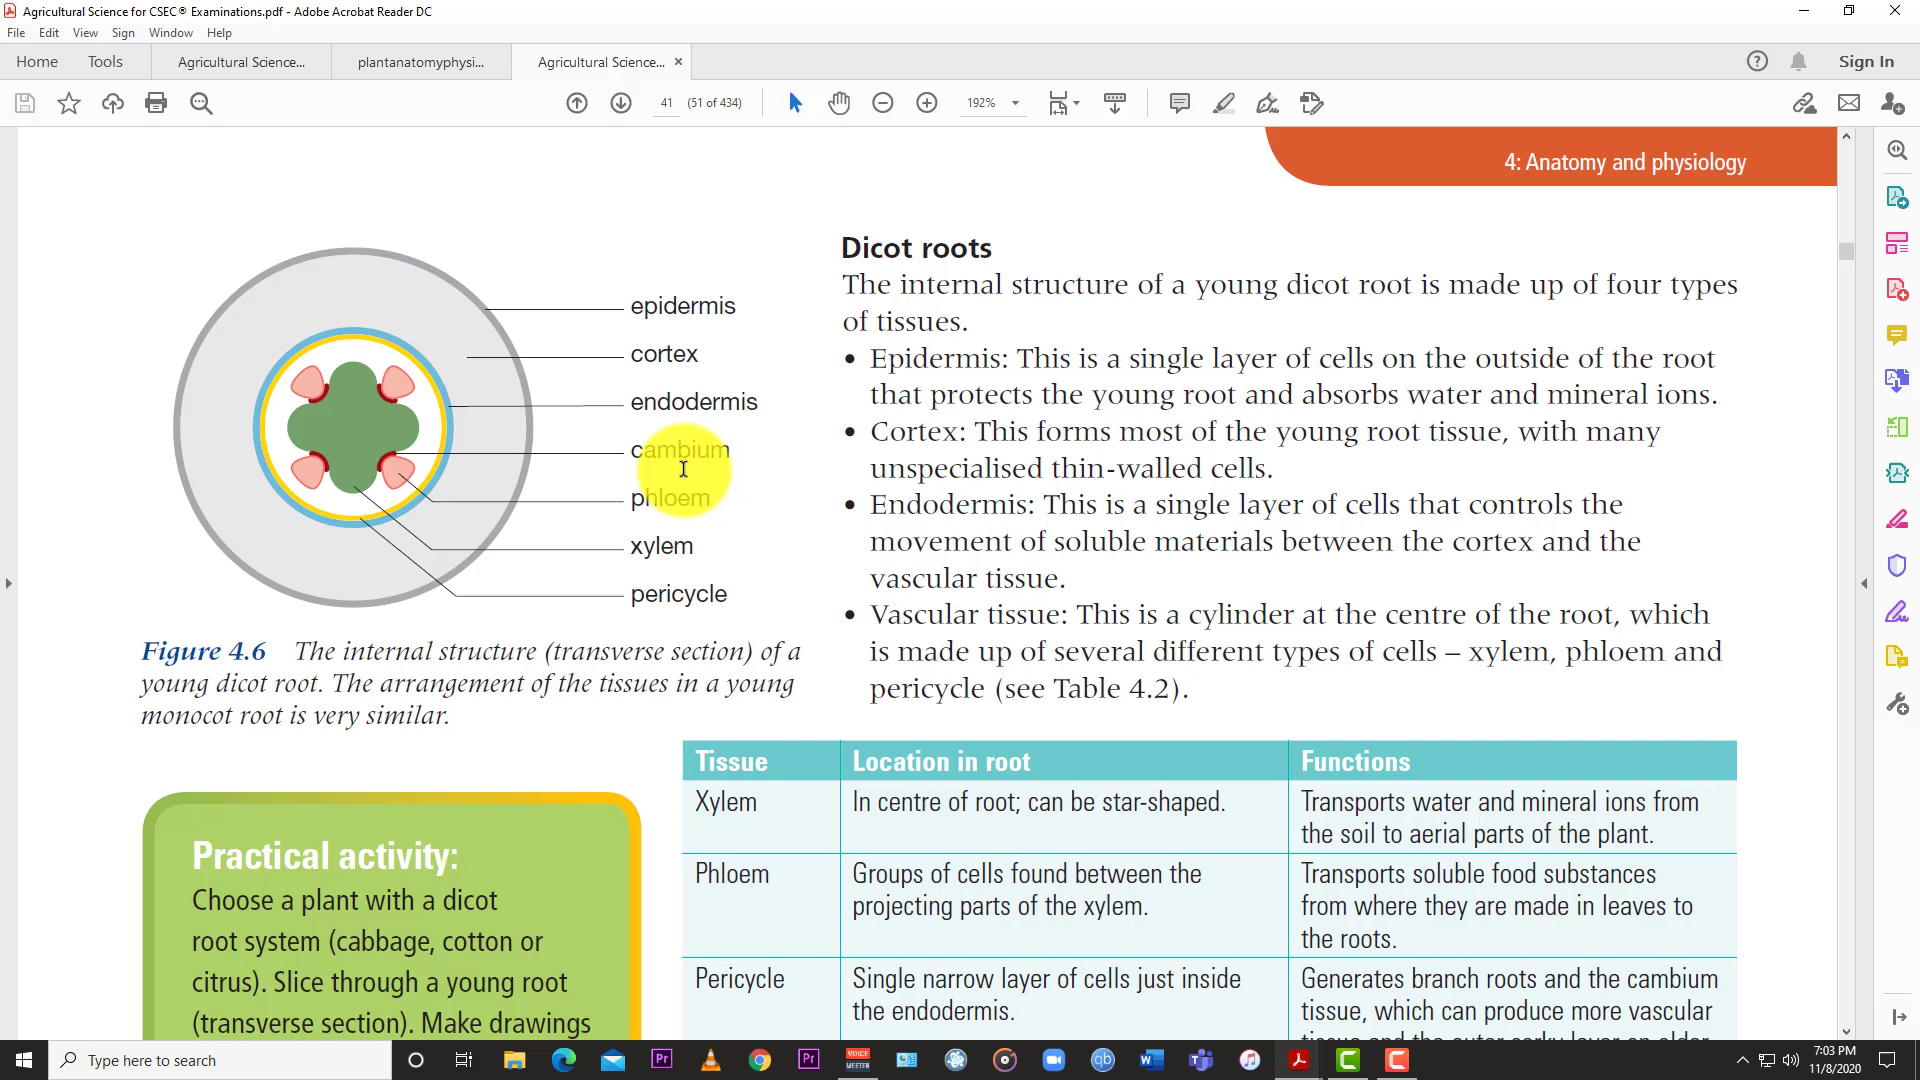 Agricultural Science for CSEC® Examinations.pdf - Adobe Acrobat Reader DC
File Edit View Sign Window Help
Home Tools Agricultural Science... plantanatomyphysi... Agricultural Science... × Sign In
41 (51 of 434) 192%
4: Anatomy and physiology
epidermis
cortex
endodermis
cambium
phloem
xylem
pericycle
Figure 4.6 The internal structure (transverse section) of a
young dicot root. The arrangement of the tissues in a young
monocot root is very similar.
Dicot roots
The internal structure of a young dicot root is made up of four types
of tissues.
• Epidermis: This is a single layer of cells on the outside of the root
that protects the young root and absorbs water and mineral ions.
• Cortex: This forms most of the young root tissue, with many
unspecialised thin-walled cells.
• Endodermis: This is a single layer of cells that controls the
movement of soluble materials between the cortex and the
vascular tissue.
• Vascular tissue: This is a cylinder at the centre of the root, which
is made up of several different types of cells – xylem, phloem and
pericycle (see Table 4.2).
Practical activity:
Choose a plant with a dicot
root system (cabbage, cotton or
citrus). Slice through a young root
(transverse section). Make drawings
Tissue Location in root Functions
Xylem In centre of root; can be star-shaped. Transports water and mineral ions from
the soil to aerial parts of the plant.
Phloem Groups of cells found between the Transports soluble food substances
projecting parts of the xylem. from where they are made in leaves to
the roots.
Pericycle Single narrow layer of cells just inside Generates branch roots and the cambium
the endodermis. tissue, which can produce more vascular
tissue and the outer corky layer on older
Type here to search
Pr
Pr
VOICE
MEETER
qb
7:03 PM
11/8/2020